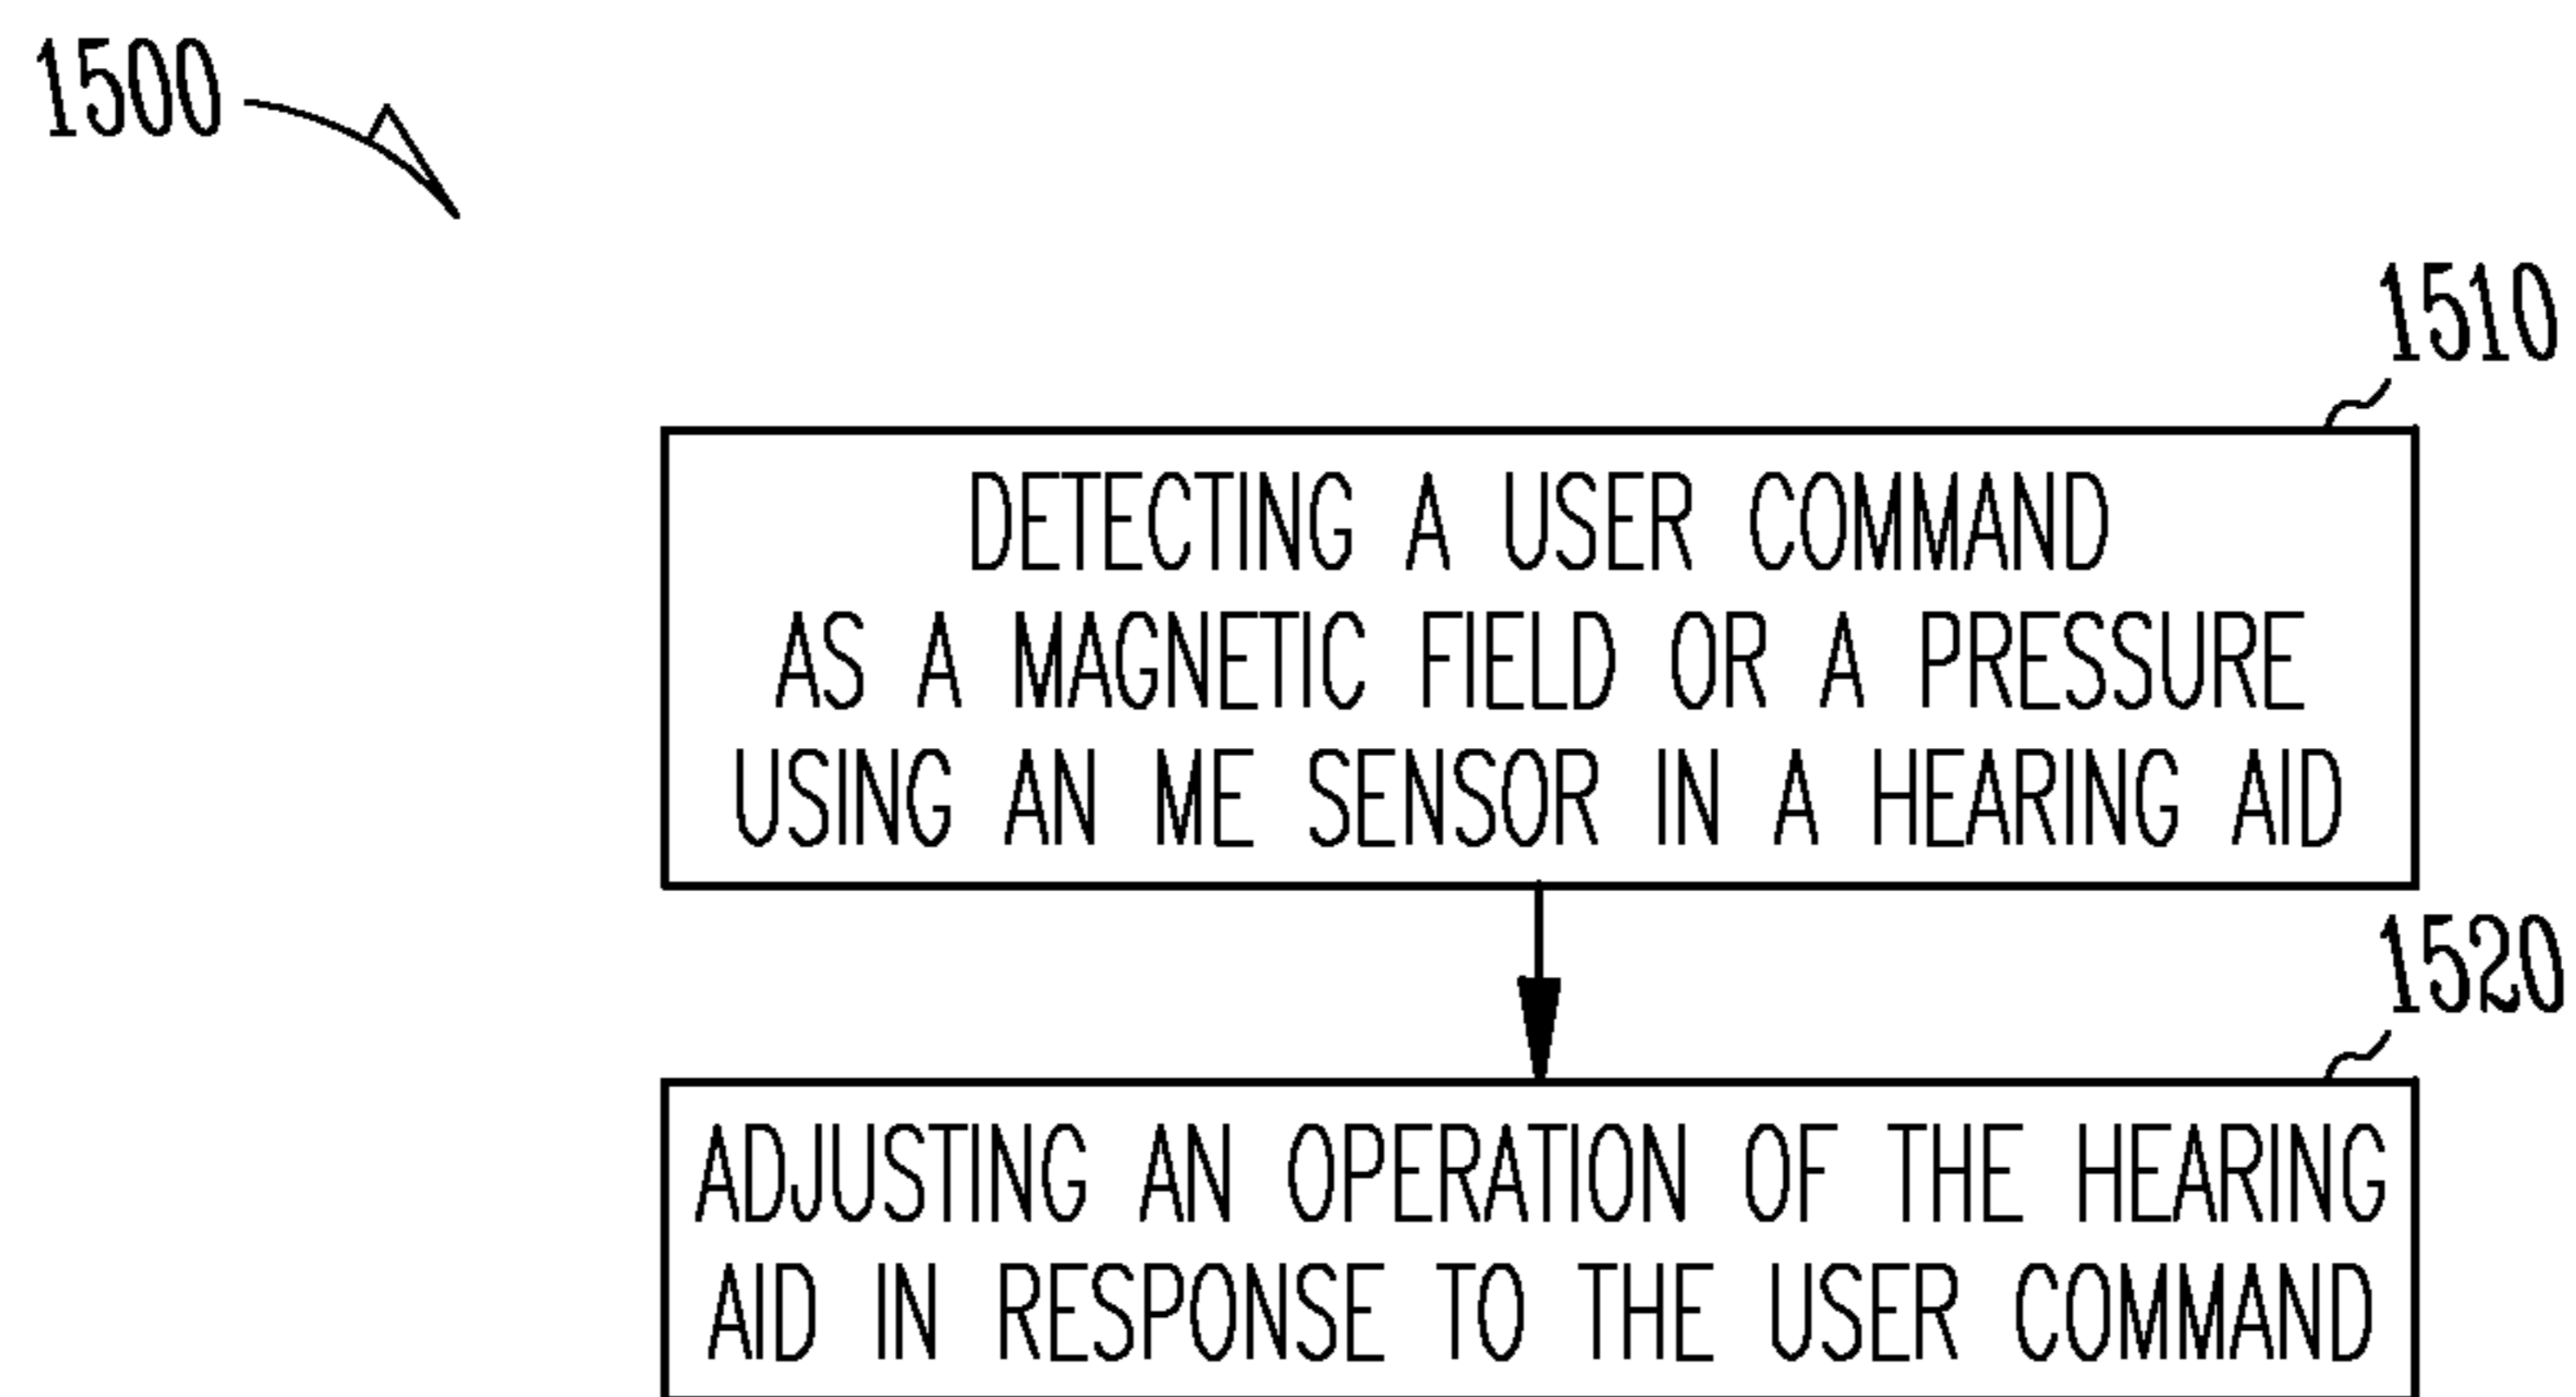 1500
1510
DETECTING A USER COMMAND
AS A MAGNETIC FIELD OR A PRESSURE
USING AN ME SENSOR IN A HEARING AID
1520
ADJUSTING AN OPERATION OF THE HEARING
AID IN RESPONSE TO THE USER COMMAND